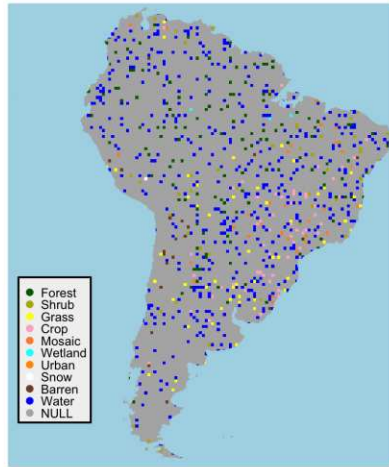 Forest
Shrub
Grass
Crop
Mosaic
Wetland
Urban
Snow
Barren
Water
NULL